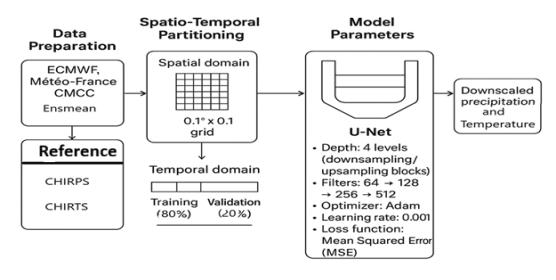 Data
Preparation
ECMWF,
Météo-France
CMCC
Ensmean
Reference
CHIRPS
CHIRTS
Spatio-Temporal
Partitioning
Spatial domain
0.1° x 0.1
grid
Temporal domain
Training
(80%)
Validation
(20%)
Model
Parameters
U-Net
• Depth: 4 levels
(downsampling/
upsampling blocks)
• Filters: 64 → 128
→ 256 → 512
• Optimizer: Adam
• Learning rate: 0.001
• Loss function:
Mean Squared Error
(MSE)
Downscaled
precipitation
and
Temperature